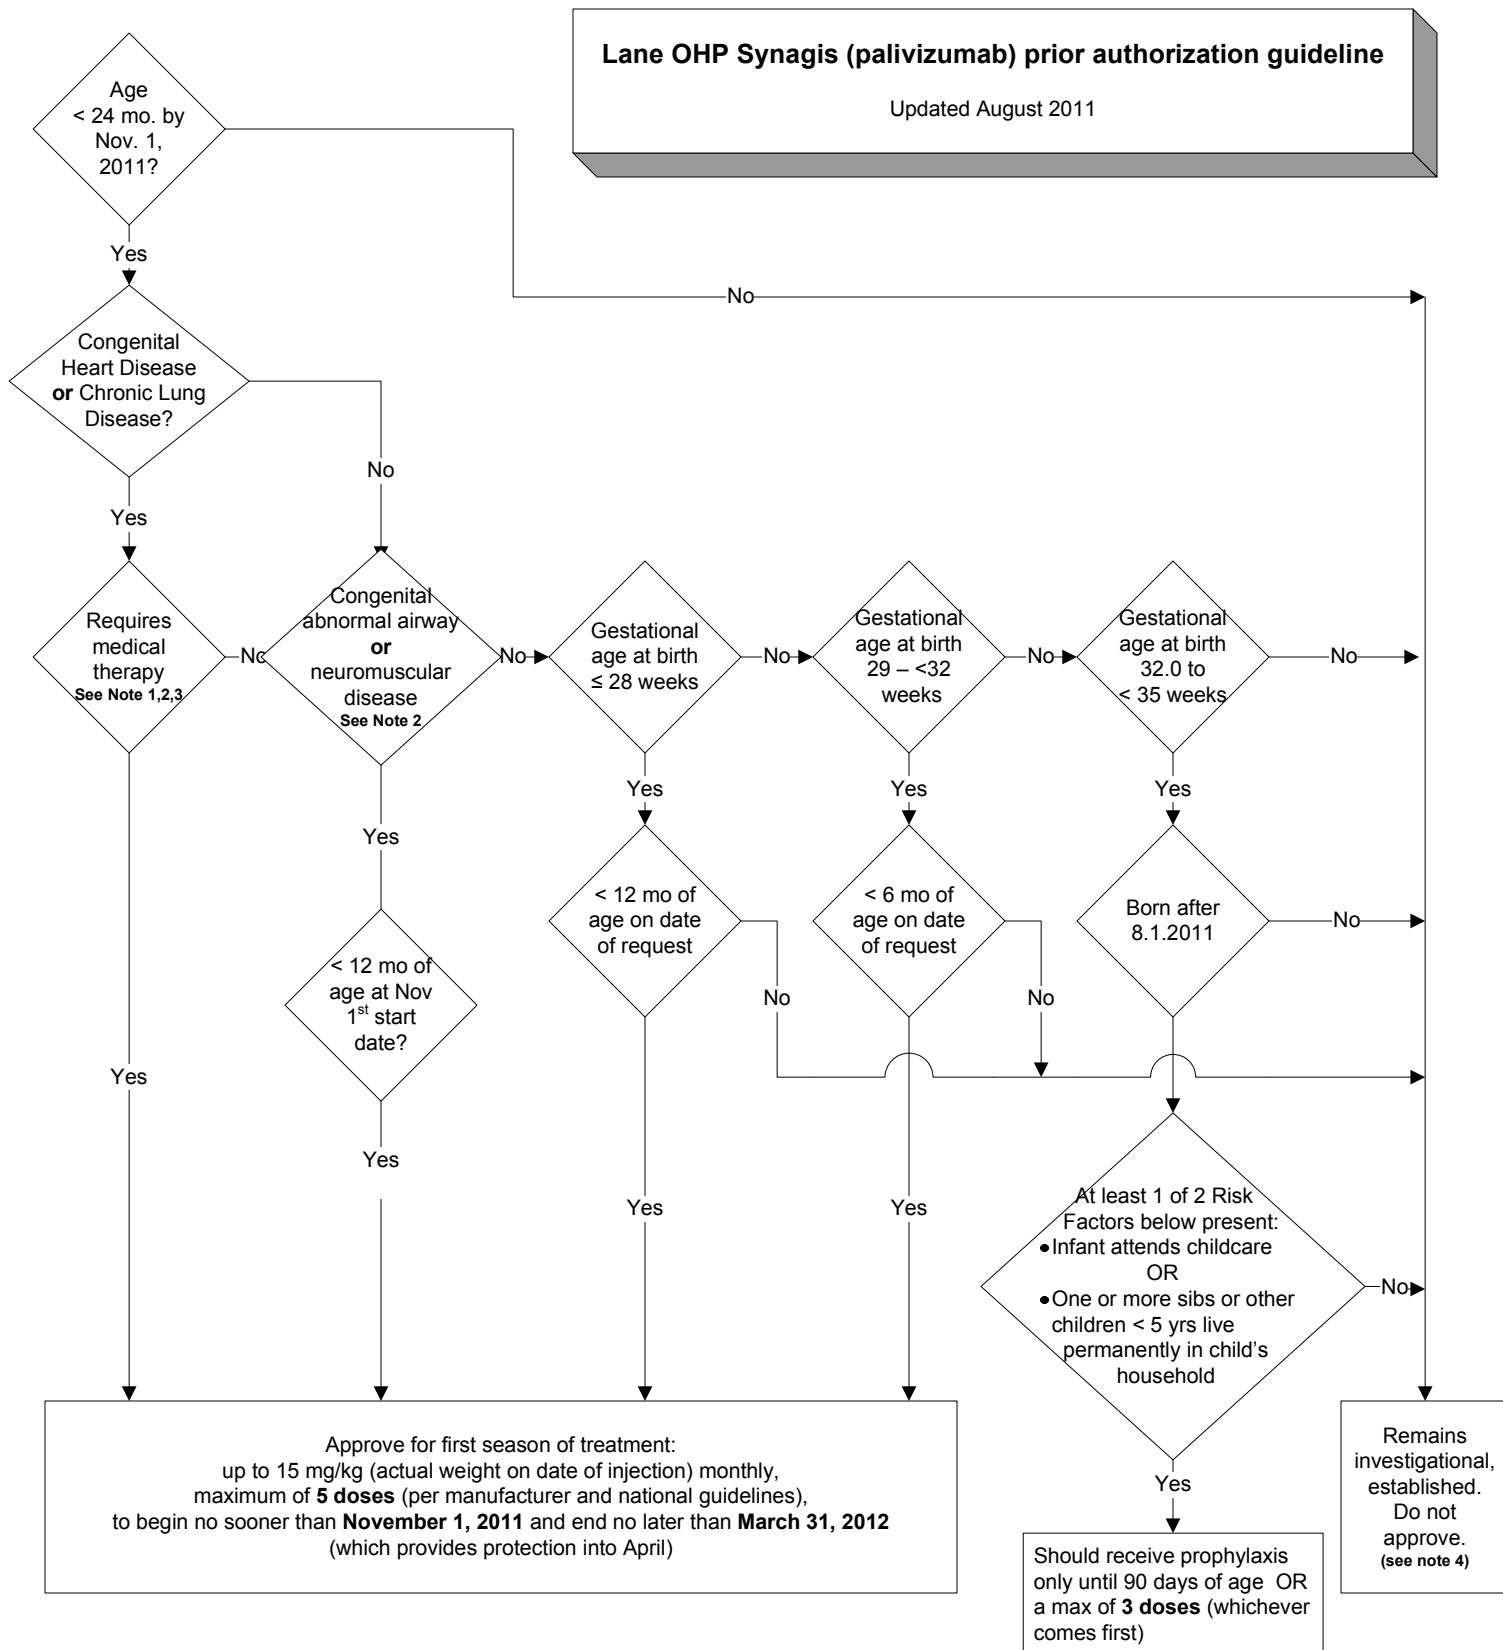 Lane OHP Synagis (palivizumab) prior authorization guideline
Updated August 2011
Age
< 24 mo. by
Nov. 1,
2011?
Yes
No
Congenital
Heart Disease
or Chronic Lung
Disease?
No
Yes
Requires
medical
therapy
See Note 1,2,3
No
Congenital
abnormal airway
or
neuromuscular
disease
See Note 2
No
Gestational
age at birth
≤ 28 weeks
No
Gestational
age at birth
29 – <32
weeks
No
Gestational
age at birth
32.0 to
< 35 weeks
No
Yes
Yes
Yes
Yes
< 12 mo of
age at Nov
1st start
date?
< 12 mo of
age on date
of request
No
< 6 mo of
age on date
of request
No
Born after
8.1.2011
No
Yes
Yes
Yes
Yes
At least 1 of 2 Risk
Factors below present:
•Infant attends childcare
OR
•One or more sibs or other
children < 5 yrs live
permanently in child's
household
No
Yes
Approve for first season of treatment:
up to 15 mg/kg (actual weight on date of injection) monthly,
maximum of 5 doses (per manufacturer and national guidelines),
to begin no sooner than November 1, 2011 and end no later than March 31, 2012
(which provides protection into April)
Should receive prophylaxis
only until 90 days of age OR
a max of 3 doses (whichever
comes first)
Remains
investigational,
established.
Do not
approve.
(see note 4)